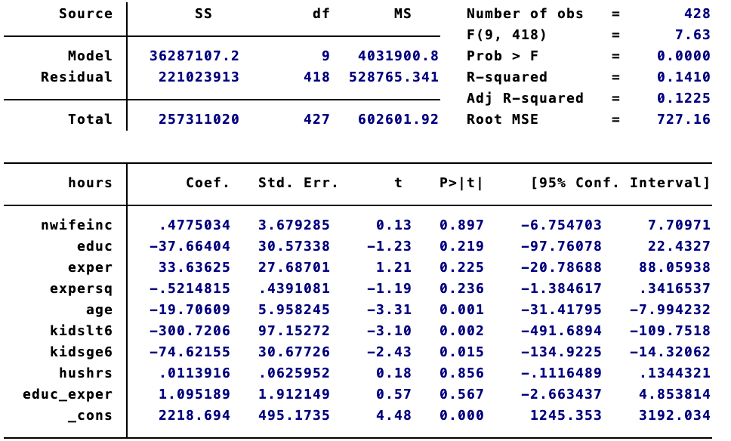 Source SS df MS Number of obs = 428
F(9, 418) = 7.63
Model 36287107.2 9 4031900.8 Prob > F = 0.0000
Residual 221023913 418 528765.341 R-squared = 0.1410
Adj R-squared = 0.1225
Total 257311020 427 602601.92 Root MSE = 727.16
hours Coef. Std. Err. t P>|t| [95% Conf. Interval]
nwifeinc .4775034 3.679285 0.13 0.897 -6.754703 7.70971
educ -37.66404 30.57338 -1.23 0.219 -97.76078 22.4327
exper 33.63625 27.68701 1.21 0.225 -20.78688 88.05938
expersq -.5214815 .4391081 -1.19 0.236 -1.384617 .3416537
age -19.70609 5.958245 -3.31 0.001 -31.41795 -7.994232
kidslt6 -300.7206 97.15272 -3.10 0.002 -491.6894 -109.7518
kidsge6 -74.62155 30.67726 -2.43 0.015 -134.9225 -14.32062
hushrs .0113916 .0625952 0.18 0.856 -.1116489 .1344321
educ_exper 1.095189 1.912149 0.57 0.567 -2.663437 4.853814
_cons 2218.694 495.1735 4.48 0.000 1245.353 3192.034